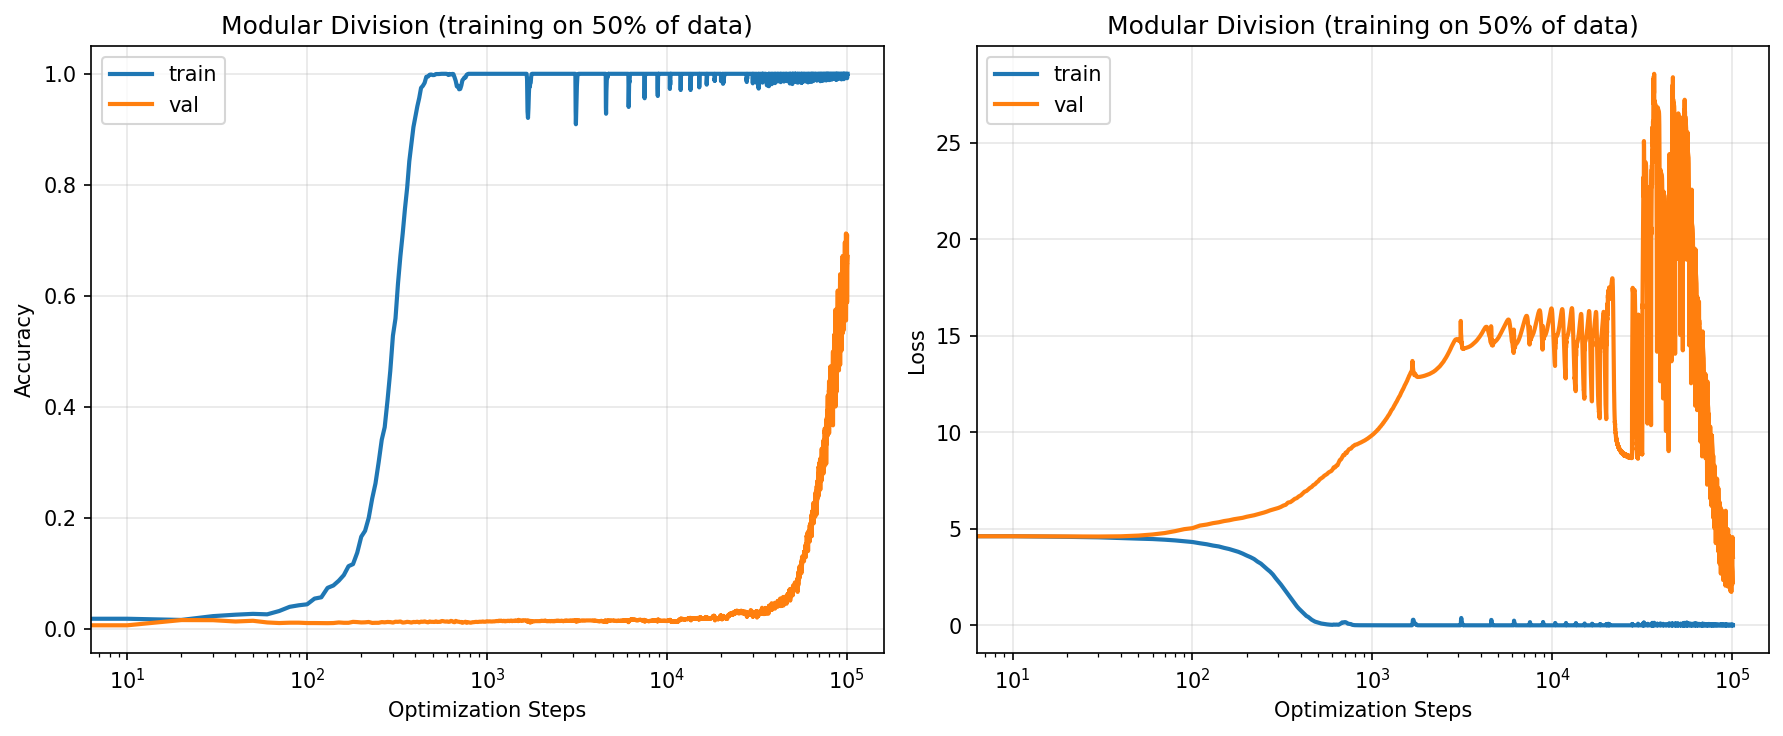 Modular Division (training on 50% of data)
train
val
1.0
0.8
0.6
0.4
0.2
0.0
Accuracy
10¹
10²
10³
10⁴
10⁵
Optimization Steps
Modular Division (training on 50% of data)
train
val
25
20
15
10
5
0
Loss
10¹
10²
10³
10⁴
10⁵
Optimization Steps